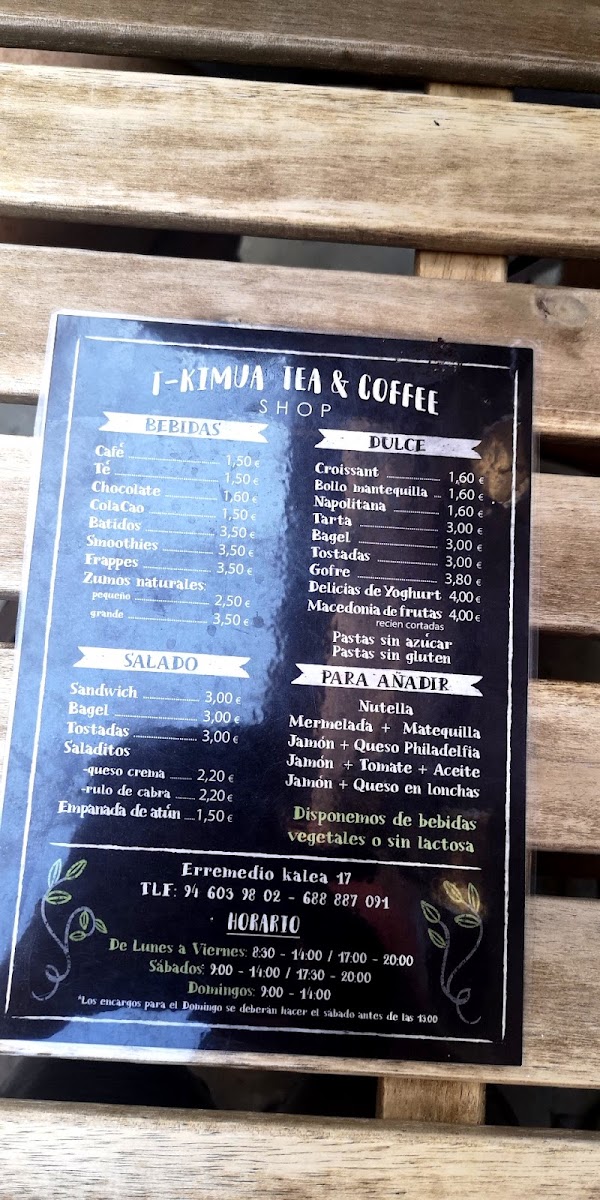 T-KIMUA TEA & COFFEE
SHOP
BEBIDAS
Café 1,50 €
Té 1,50 €
Chocolate 1,60 €
ColaCao 1,50 €
Batidos 3,50 €
Smoothies 3,50 €
Frappes 3,50 €
Zumos naturales:
pequeño 2,50 €
grande 3,50 €
SALADO
Sandwich 3,00 €
Bagel 3,00 €
Tostadas 3,00 €
Saladitos
-queso crema 2,20 €
-rulo de cabra 2,20 €
Empanada de atún 1,50 €
DULCE
Croissant 1,60 €
Bollo mantequilla 1,60 €
Napolitana 1,60 €
Tarta 3,00 €
Bagel 3,00 €
Tostadas 3,00 €
Gofre 3,80 €
Delicias de Yoghurt 4,00 €
Macedonia de frutas 4,00 €
recien cortadas
Pastas sin azúcar
Pastas sin gluten
PARA AÑADIR
Nutella
Mermelada + Matequilla
Jamón + Queso Philadelfia
Jamón + Tomate + Aceite
Jamón + Queso en lonchas
Disponemos de bebidas
vegetales o sin lactosa
Erremedio kalea 17
TLF: 94 603 98 02 - 688 887 091
HORARIO
De Lunes a Viernes: 8:30 - 14:00 / 17:00 - 20:00
Sábados: 9:00 - 14:00 / 17:30 - 20:00
Domingos: 9:00 - 14:00
*Los encargos para el Domingo se deberán hacer el sábado antes de las 13:00